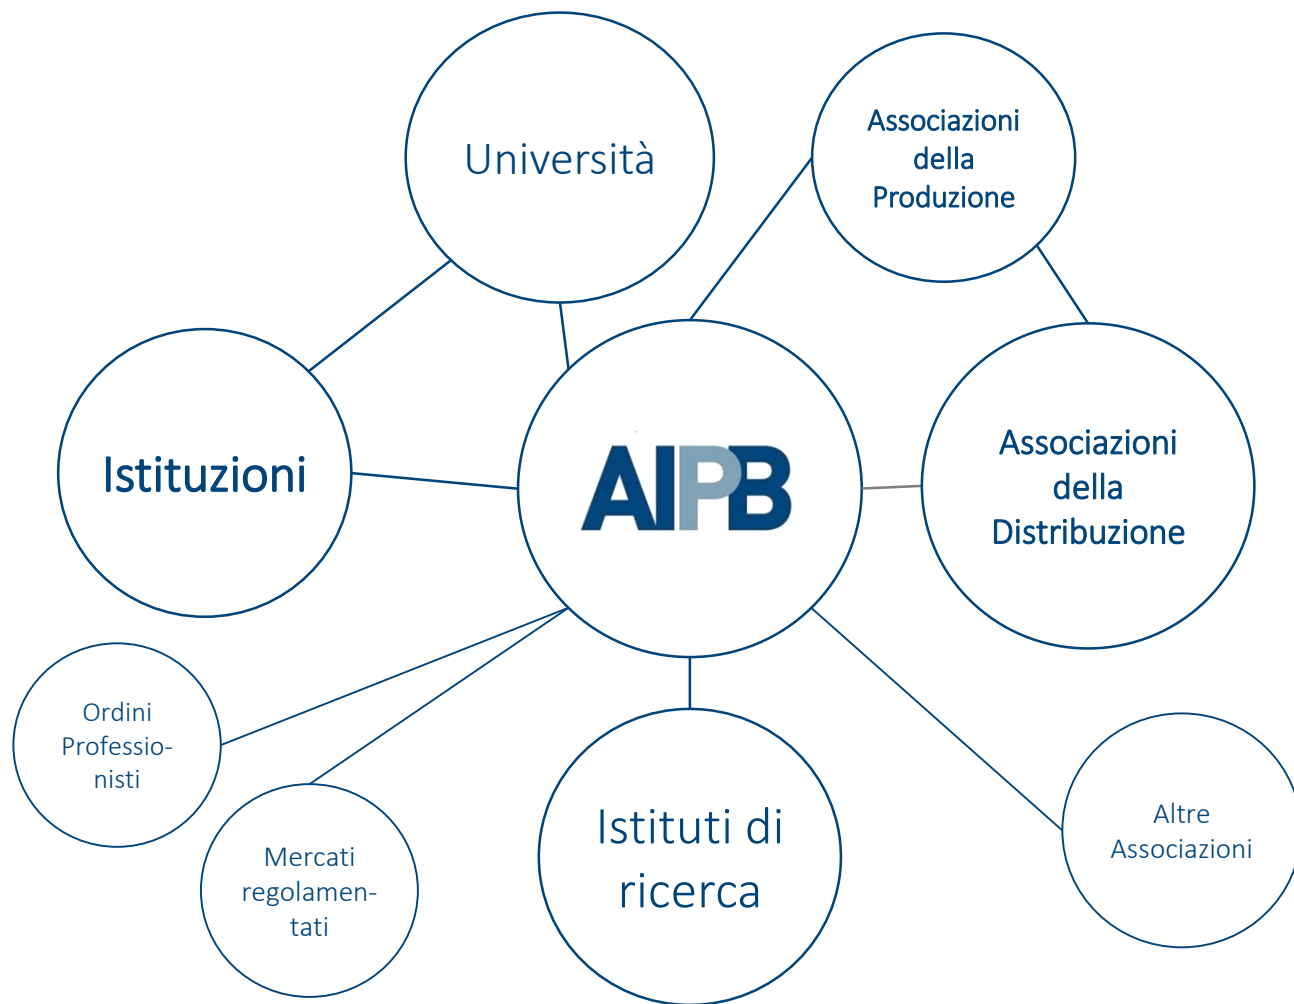 Università
Associazioni
della
Produzione
Istituzioni
AIPB
Associazioni
della
Distribuzione
Ordini
Professio-
nisti
Mercati
regolamen-
tati
Istituti di
ricerca
Altre
Associazioni